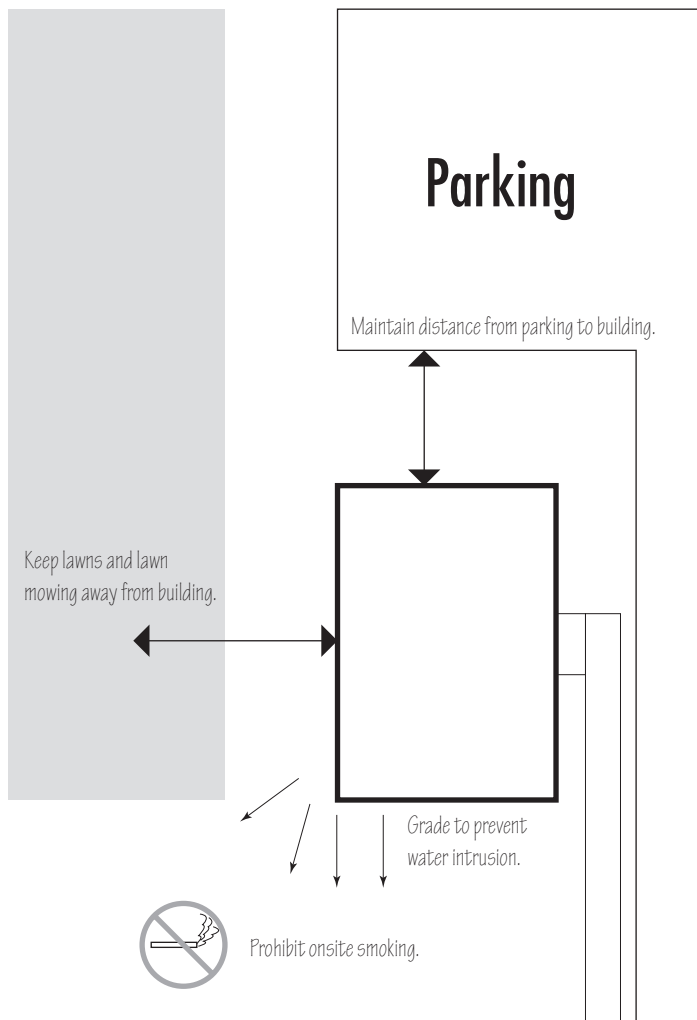 Parking
Maintain distance from parking to building.
Keep lawns and lawn
mowing away from building.
Grade to prevent
water intrusion.
Prohibit onsite smoking.